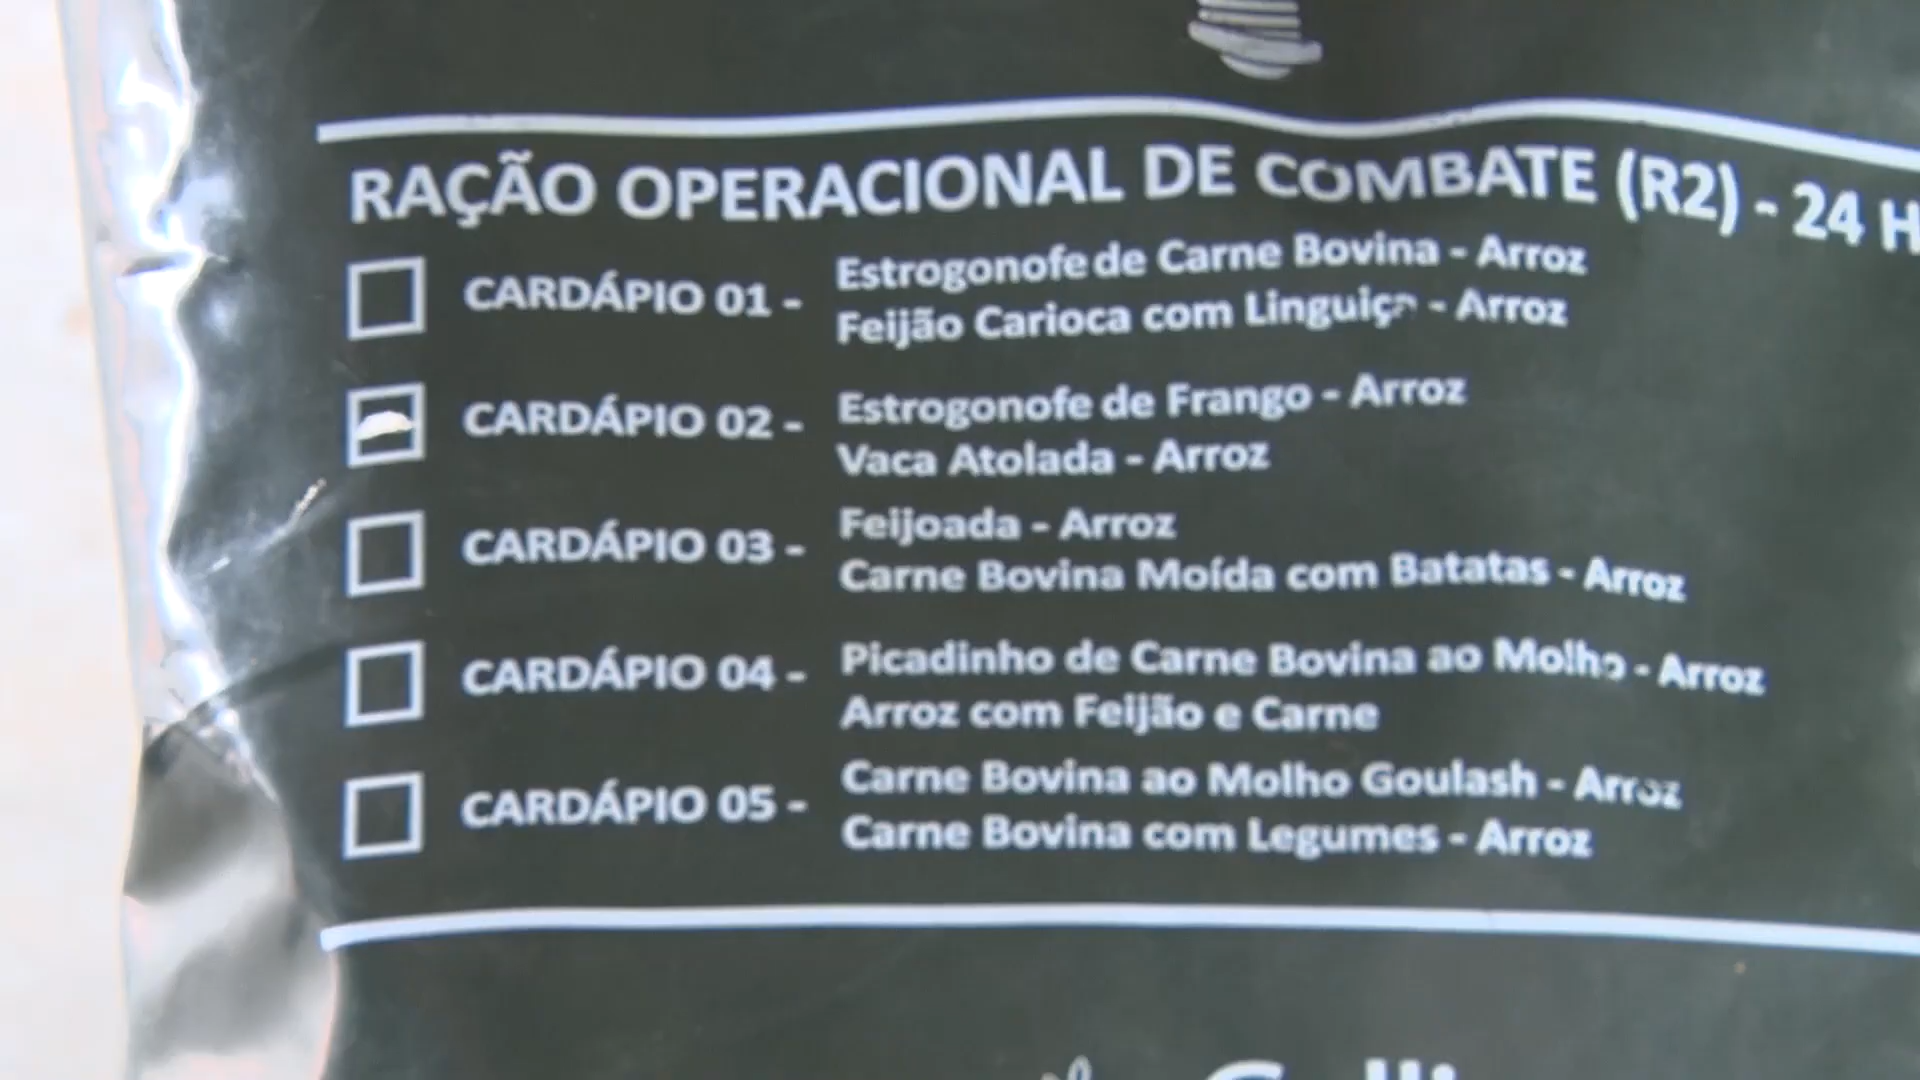 RAÇÃO OPERACIONAL DE COMBATE (R2) - 24 H
CARDÁPIO 01 - Estrogonofe de Carne Bovina - Arroz
Feijão Carioca com Linguiça - Arroz
CARDÁPIO 02 - Estrogonofe de Frango - Arroz
Vaca Atolada - Arroz
CARDÁPIO 03 - Feijoada - Arroz
Carne Bovina Moída com Batatas - Arroz
CARDÁPIO 04 - Picadinho de Carne Bovina ao Molho - Arroz
Arroz com Feijão e Carne
CARDÁPIO 05 - Carne Bovina ao Molho Goulash - Arroz
Carne Bovina com Legumes - Arroz